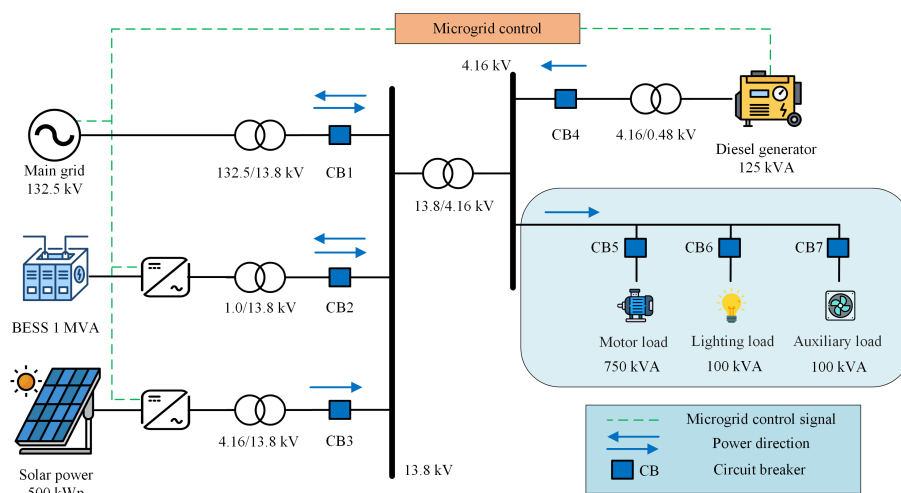 Microgrid control
4.16 kV
Main grid
132.5 kV
132.5/13.8 kV
CB1
13.8/4.16 kV
CB4
4.16/0.48 kV
Diesel generator
125 kVA
BESS 1 MVA
1.0/13.8 kV
CB2
CB5
CB6
CB7
Motor load
750 kVA
Lighting load
100 kVA
Auxiliary load
100 kVA
Solar power
500 kWp
4.16/13.8 kV
CB3
13.8 kV
Microgrid control signal
Power direction
CB
Circuit breaker